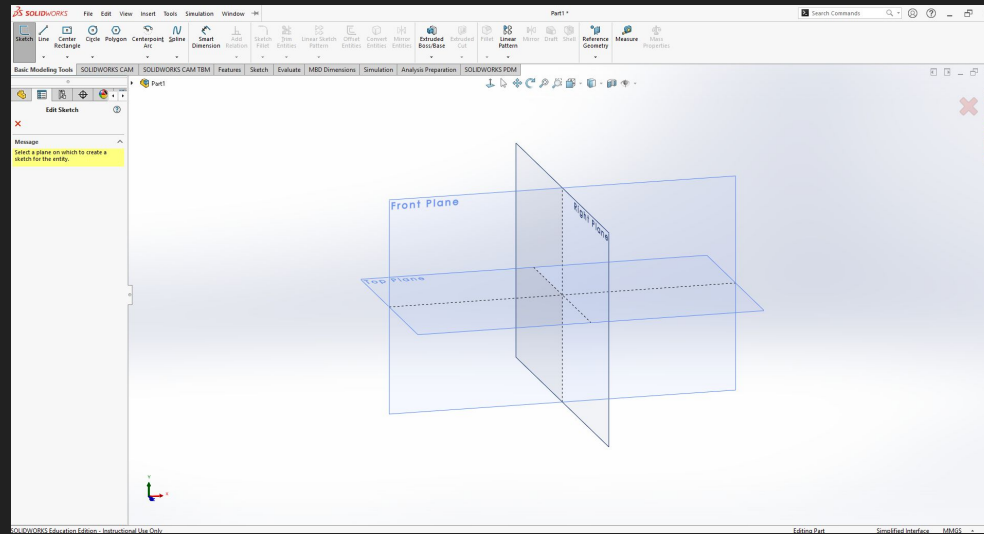 SOLIDWORKS File Edit View Insert Tools Simulation Window Part1 * Search Commands
Sketch Line Center Rectangle Circle Polygon Centerpoint Arc Spline Smart Dimension Add Relation Sketch Fillet Trim Entities Linear Sketch Pattern Offset Entities Convert Entities Mirror Entities Extruded Boss/Base Extruded Cut Fillet Linear Pattern Mirror Draft Shell Reference Geometry Measure Mass Properties
Basic Modeling Tools SOLIDWORKS CAM SOLIDWORKS CAM TBM Features Sketch Evaluate MBD Dimensions Simulation Analysis Preparation SOLIDWORKS PDM
Part1
Edit Sketch
Message
Select a plane on which to create a
sketch for the entity.
Front Plane
Right Plane
Top Plane
Y
X
SOLIDWORKS Education Edition - Instructional Use Only Editing Part Simplified Interface MMGS